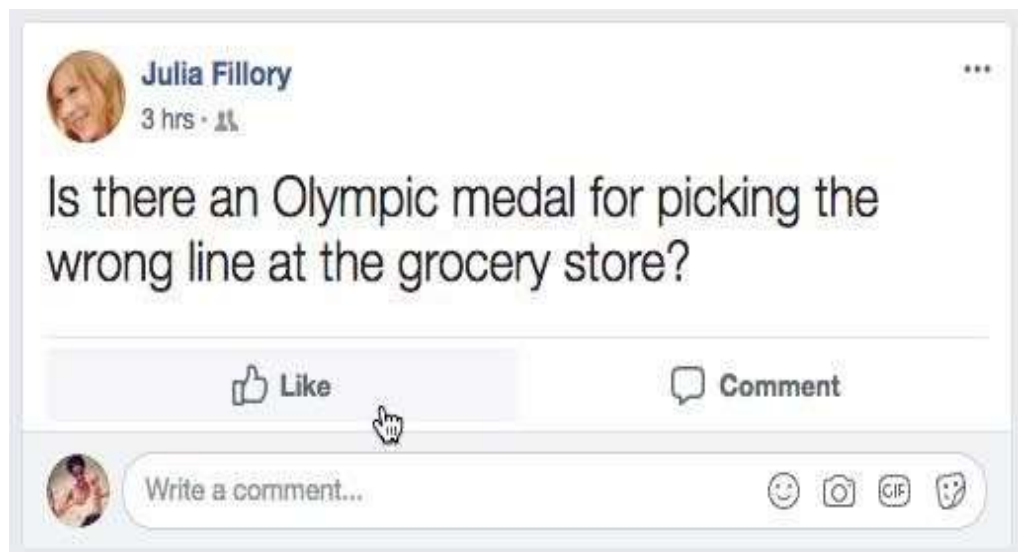 Julia Fillory
3 hrs ·
Is there an Olympic medal for picking the
wrong line at the grocery store?
Like
Comment
Write a comment...
GIF